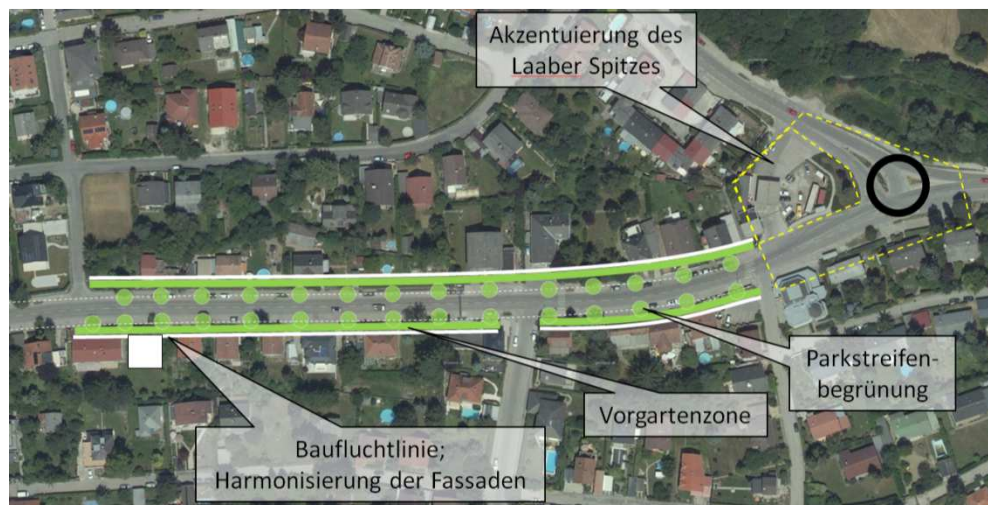 Akzentuierung des
Laaber Spitzes
Parkstreifen-
begrünung
Vorgartenzone
Baufluchtlinie;
Harmonisierung der Fassaden